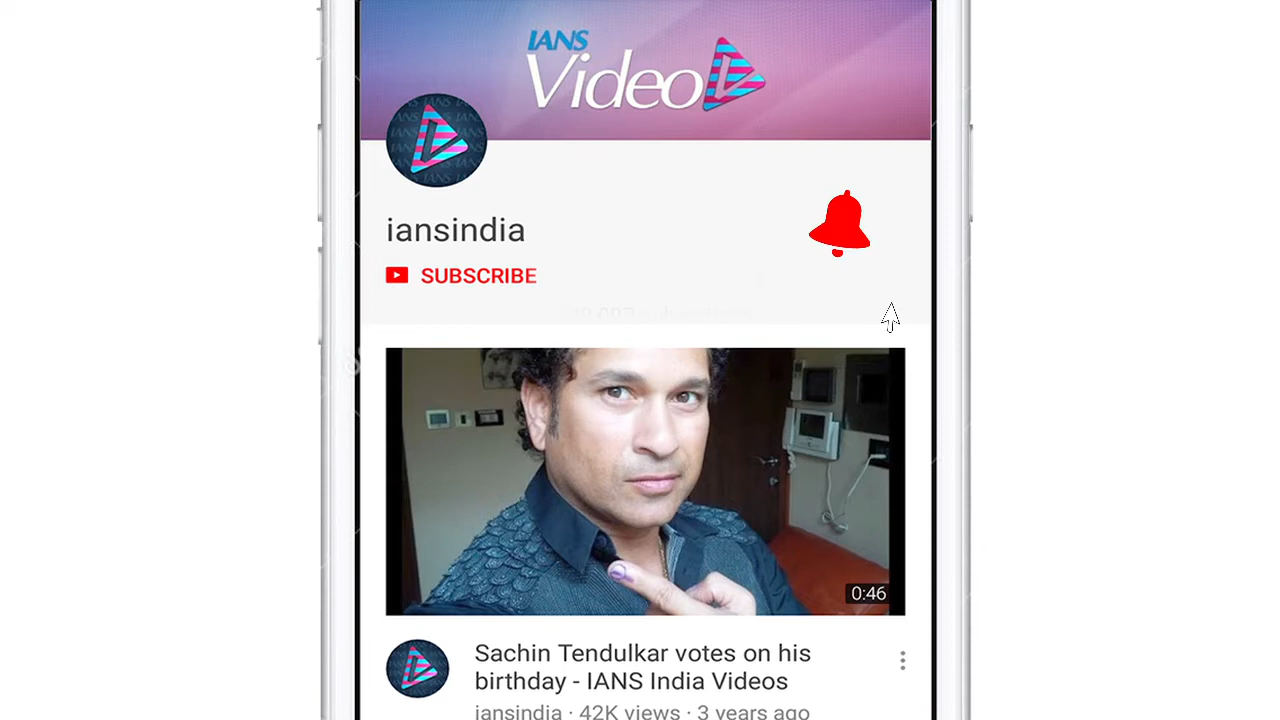 IANS
Video
iansindia
SUBSCRIBE
0:46
Sachin Tendulkar votes on his
birthday - IANS India Videos
iansindia · 42K views · 3 years ago